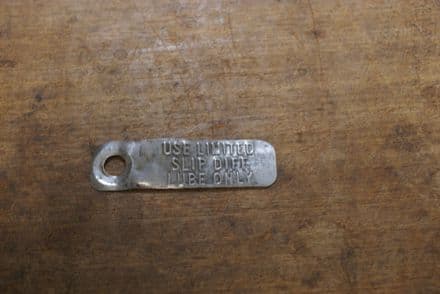 USE LIMITED
SLIP DIFF
LUBE ONLY